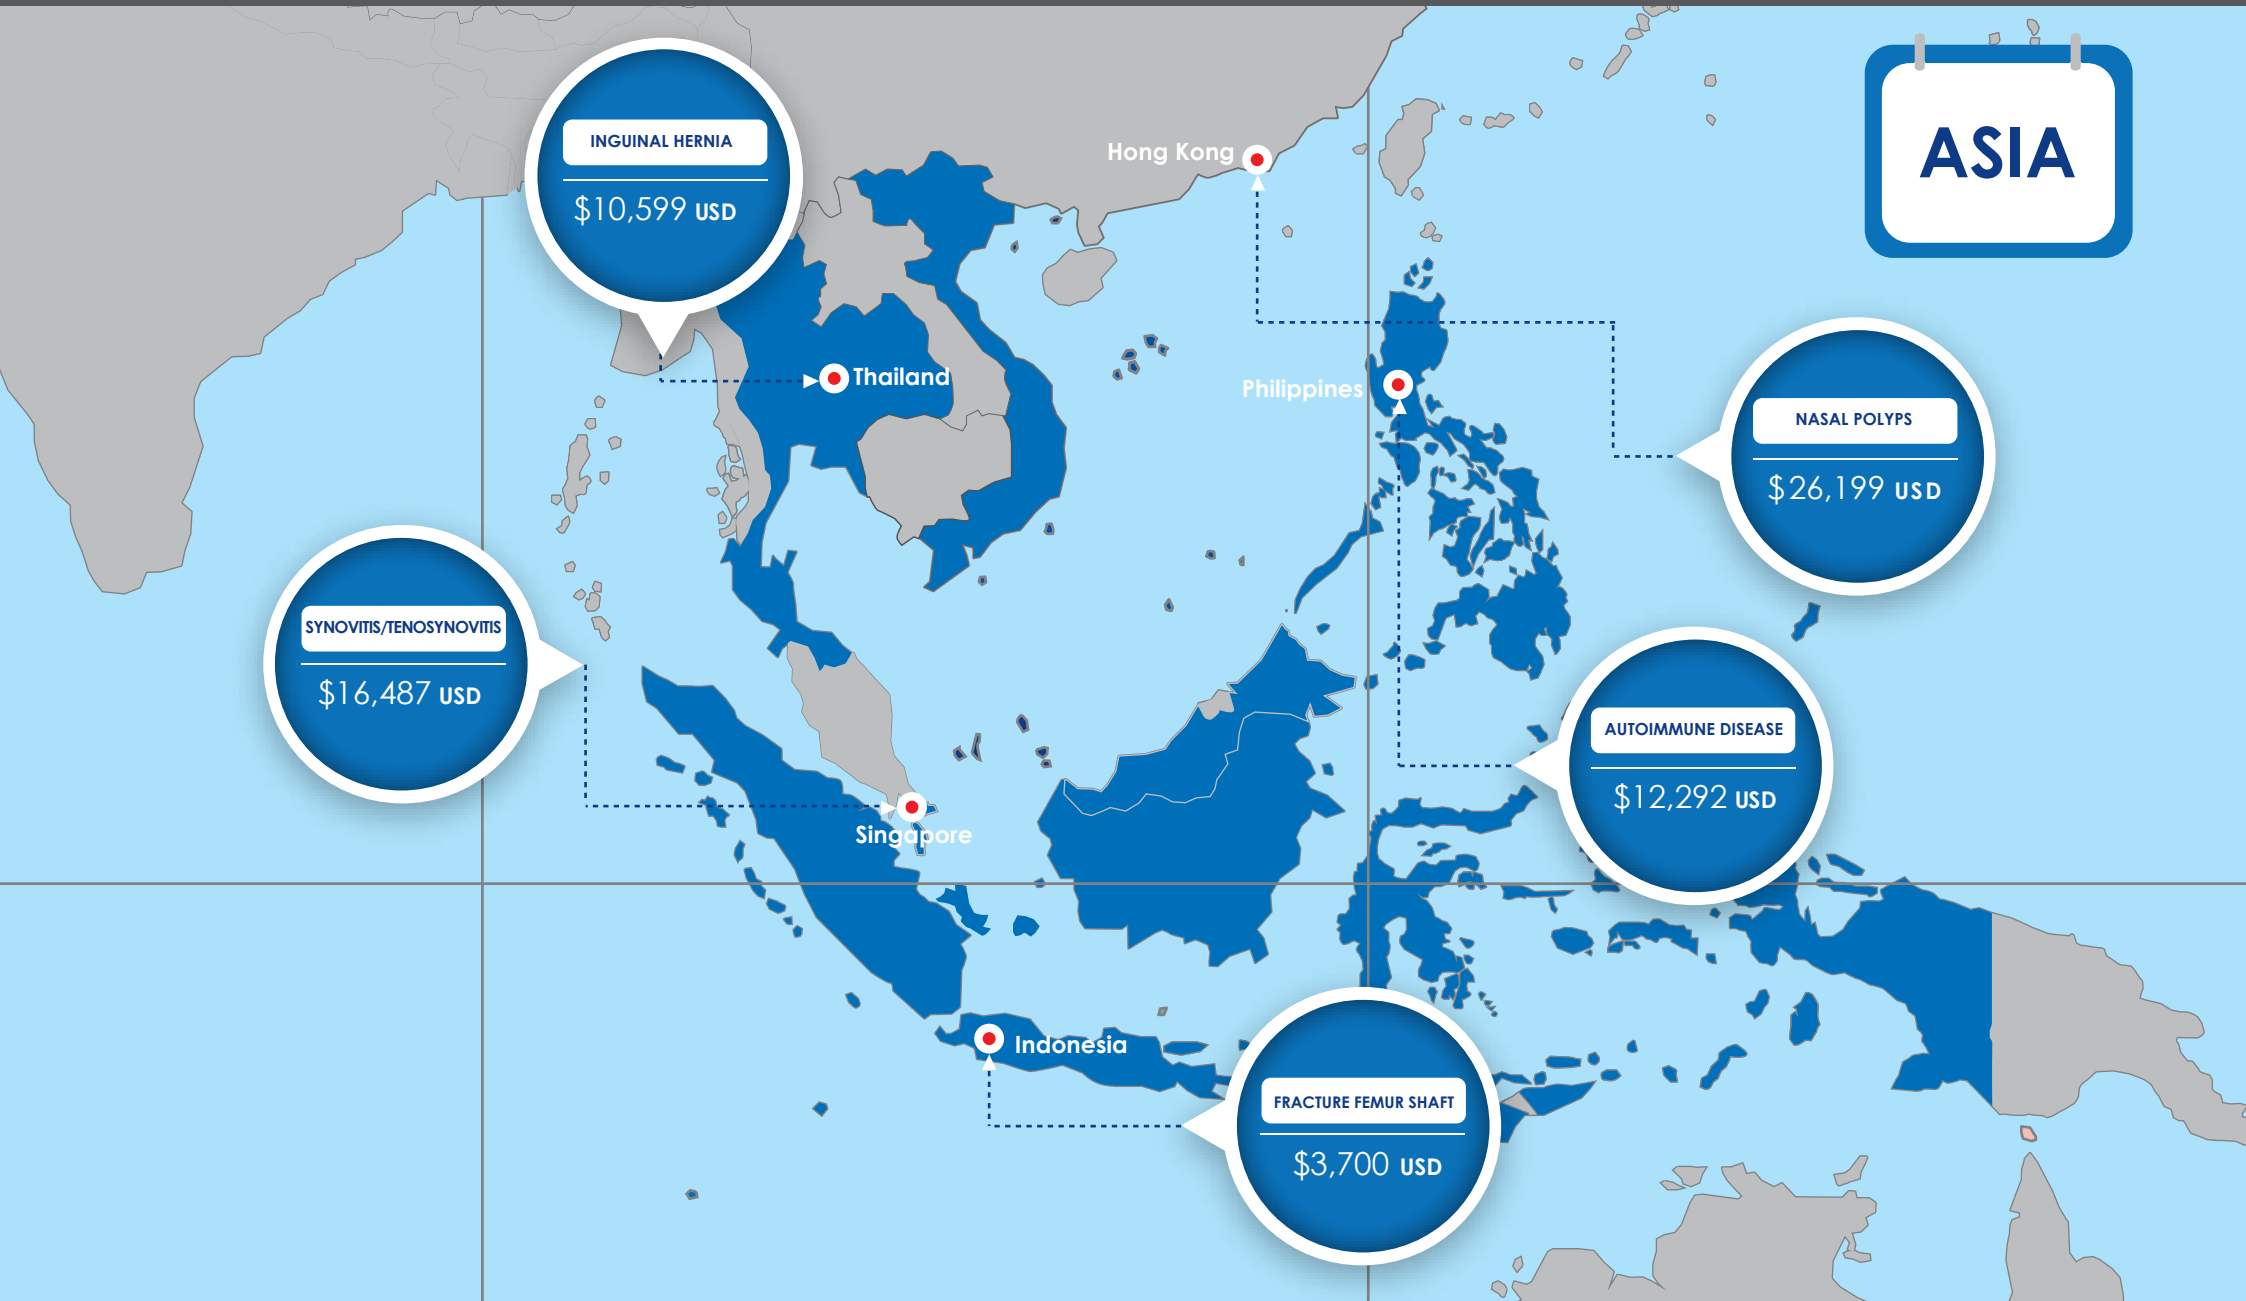 ASIA
INGUINAL HERNIA
$10,599 USD
Hong Kong
Thailand
Philippines
NASAL POLYPS
$26,199 USD
SYNOVITIS/TENOSYNOVITIS
$16,487 USD
AUTOIMMUNE DISEASE
$12,292 USD
Singapore
Indonesia
FRACTURE FEMUR SHAFT
$3,700 USD